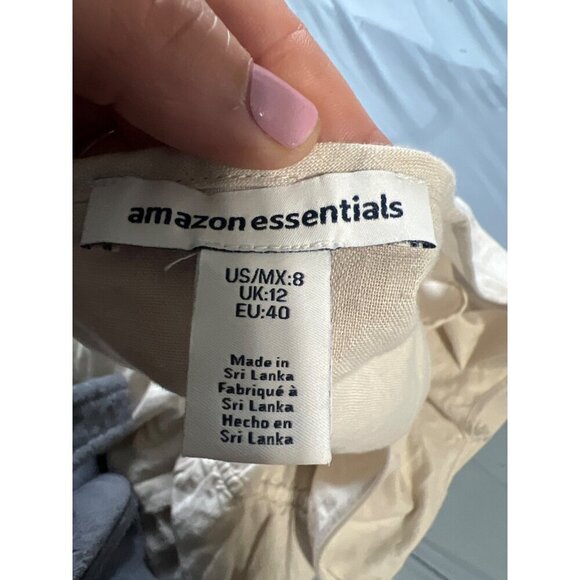 amazon essentials
US/MX:8
UK:12
EU:40
Made in
Sri Lanka
Fabriqué à
Sri Lanka
Hecho en
Sri Lanka